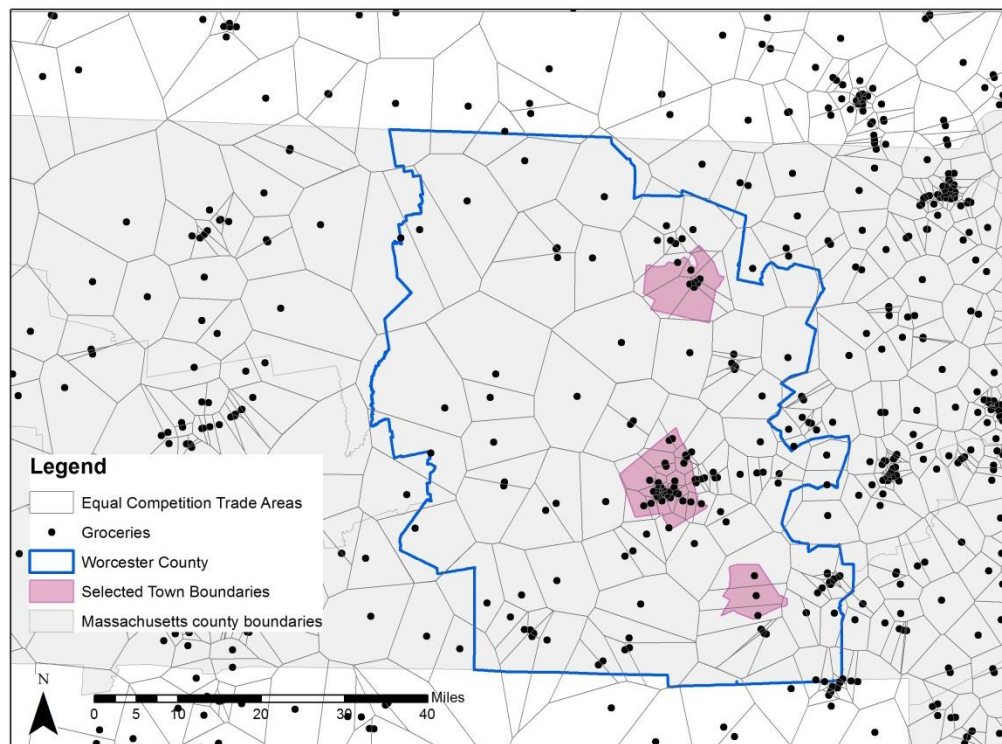 Legend
Equal Competition Trade Areas
Groceries
Worcester County
Selected Town Boundaries
Massachusetts county boundaries
N
Miles
0 5 10 20 30 40